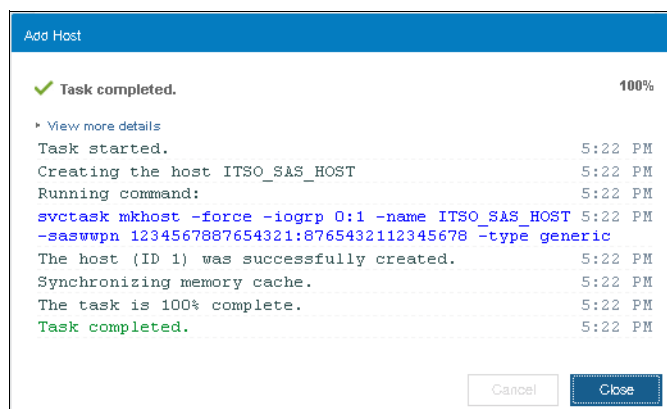 Add Host
Task completed. 100%
View more details
Task started. 5:22 PM
Creating the host ITSO_SAS_HOST 5:22 PM
Running command: 5:22 PM
svctask mkhost -force -iogrp 0:1 -name ITSO_SAS_HOST 5:22 PM
-saswwpn 1234567887654321:8765432112345678 -type generic
The host (ID 1) was successfully created. 5:22 PM
Synchronizing memory cache. 5:22 PM
The task is 100% complete. 5:22 PM
Task completed. 5:22 PM
Cancel Close